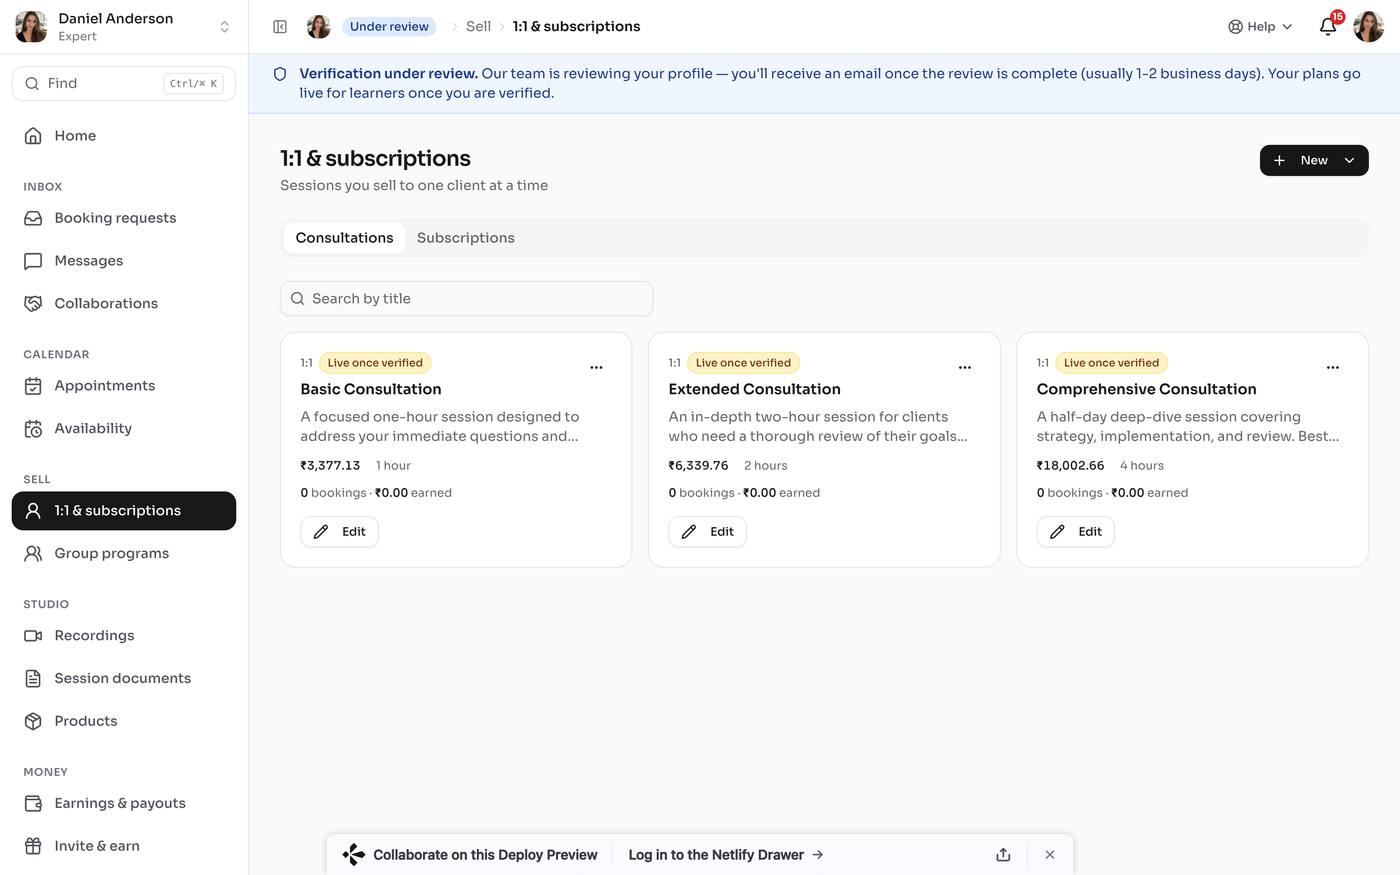 Daniel Anderson
Expert
Find
Ctrl/⌘ K
Home
INBOX
Booking requests
Messages
Collaborations
CALENDAR
Appointments
Availability
SELL
1:1 & subscriptions
Group programs
STUDIO
Recordings
Session documents
Products
MONEY
Earnings & payouts
Invite & earn
Under review
Sell
1:1 & subscriptions
Help
15
Verification under review. Our team is reviewing your profile — you'll receive an email once the review is complete (usually 1-2 business days). Your plans go
live for learners once you are verified.
1:1 & subscriptions
Sessions you sell to one client at a time
New
Consultations
Subscriptions
Search by title
1:1 Live once verified
Basic Consultation
A focused one-hour session designed to
address your immediate questions and...
₹3,377.13 1 hour
0 bookings · ₹0.00 earned
Edit
1:1 Live once verified
Extended Consultation
An in-depth two-hour session for clients
who need a thorough review of their goals...
₹6,339.76 2 hours
0 bookings · ₹0.00 earned
Edit
1:1 Live once verified
Comprehensive Consultation
A half-day deep-dive session covering
strategy, implementation, and review. Best...
₹18,002.66 4 hours
0 bookings · ₹0.00 earned
Edit
Collaborate on this Deploy Preview
Log in to the Netlify Drawer →